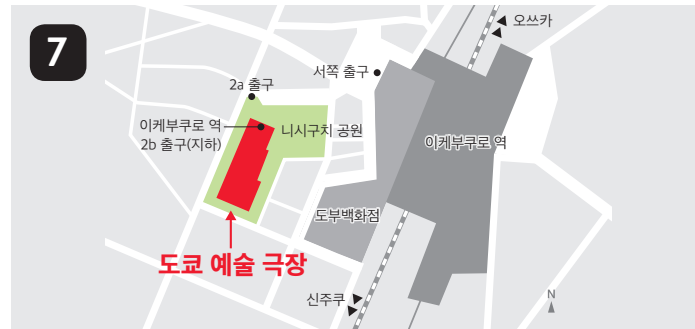 7
오쓰카
서쪽 출구
2a 출구
이케부쿠로 역
2b 출구(지하)
니시구치 공원
이케부쿠로 역
도부백화점
도쿄 예술 극장
신주쿠
N